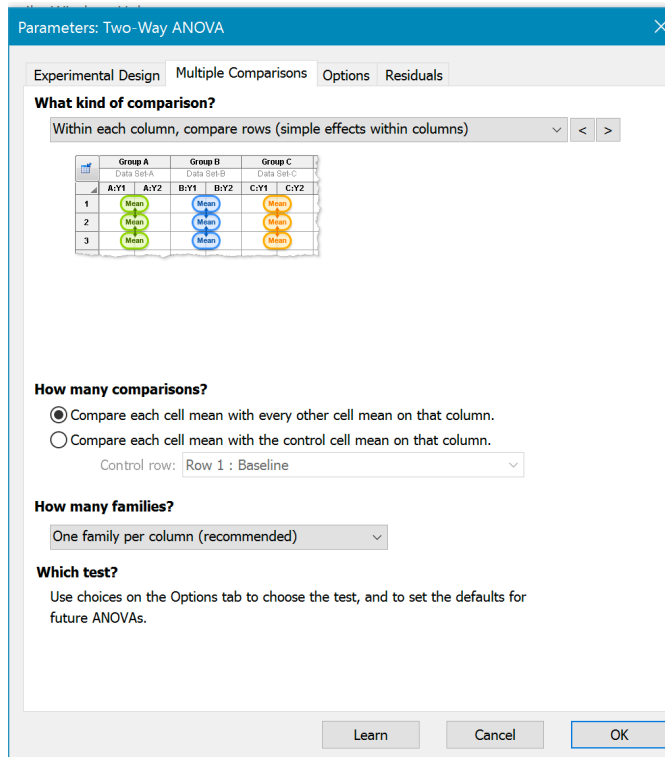 Parameters: Two-Way ANOVA
Experimental Design Multiple Comparisons Options Residuals
What kind of comparison?
Within each column, compare rows (simple effects within columns) < >
Group A Group B Group C
Data Set-A Data Set-B Data Set-C
A:Y1 A:Y2 B:Y1 B:Y2 C:Y1 C:Y2
1 Mean Mean Mean
2 Mean Mean Mean
3 Mean Mean Mean
How many comparisons?
Compare each cell mean with every other cell mean on that column.
Compare each cell mean with the control cell mean on that column.
Control row: Row 1 : Baseline
How many families?
One family per column (recommended)
Which test?
Use choices on the Options tab to choose the test, and to set the defaults for
future ANOVAs.
Learn Cancel OK